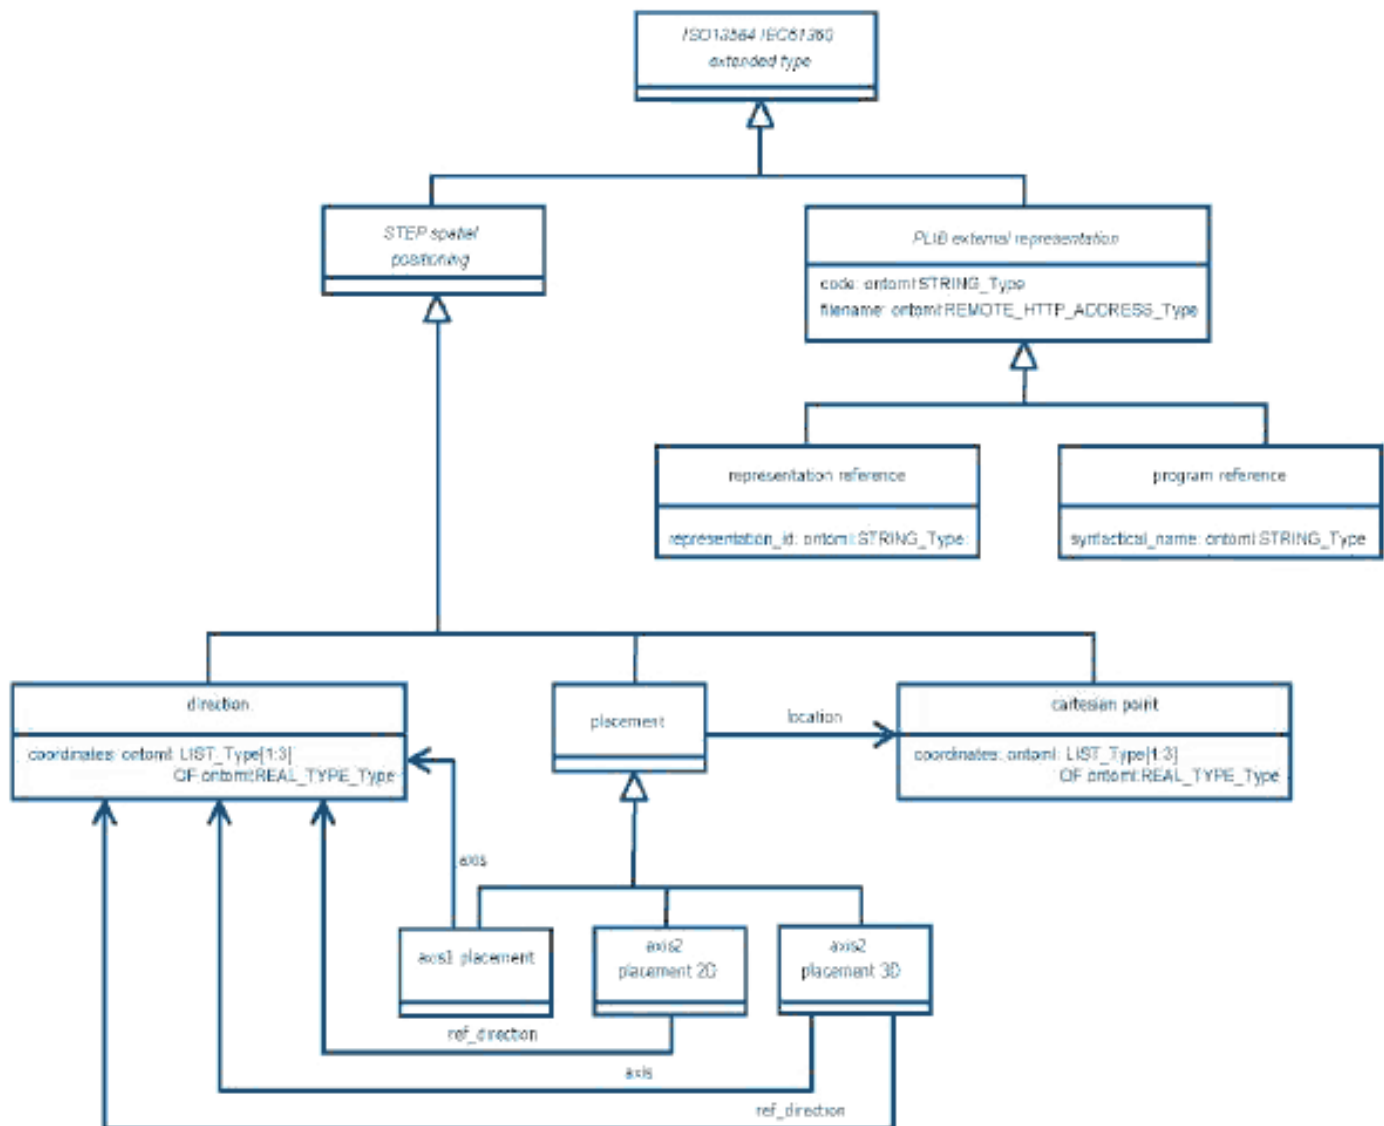 ISO13584 IEC61360
extended type
STEP spatial
positioning
PLIB external representation
code: ontoml:STRING_Type
filename: ontoml:REMOTE_HTTP_ADDRESS_Type
representation reference
representation_id: ontoml:STRING_Type
program reference
syntactical_name: ontoml:STRING_Type
direction
coordinates: ontoml: LIST_Type[1:3]
OF ontoml:REAL_TYPE_Type
placement
location
cartesian point
coordinates: ontoml: LIST_Type[1:3]
OF ontoml:REAL_TYPE_Type
axis
axis1 placement
axis2
placement 2D
axis2
placement 3D
ref_direction
axis
ref_direction